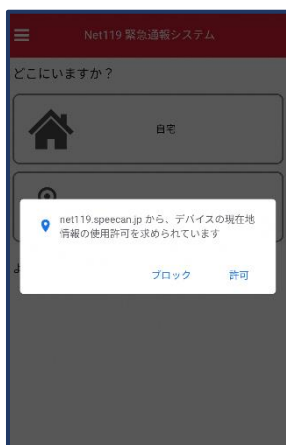 Net119 緊急通報システム
どこにいますか？
自宅
net119.speecan.jp から、デバイスの現在地
情報の使用許可を求められています
よ
ブロック
許可